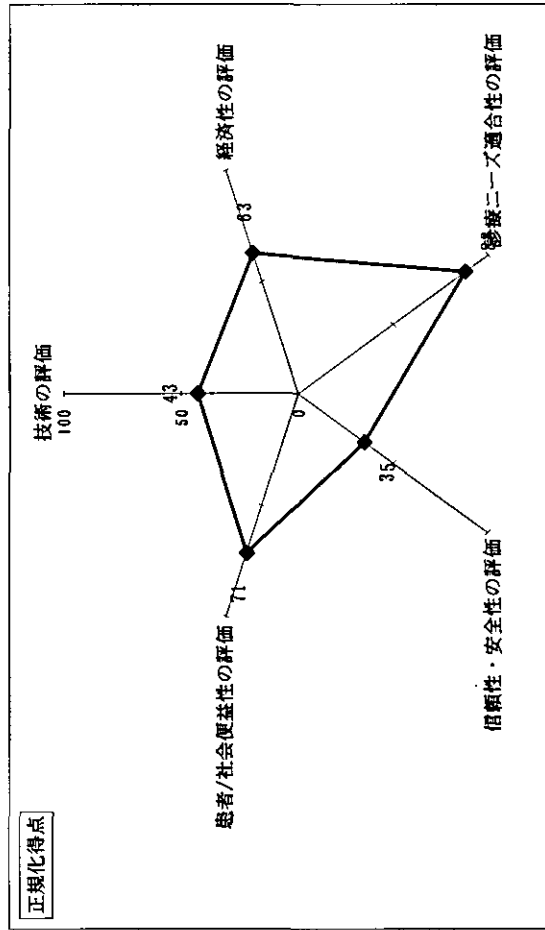 正規化得点
技術の評価
100
43
50
0
経済性の評価
63
診療ニーズ適合性の評価
信頼性・安全性の評価
35
患者/社会便益性の評価
71